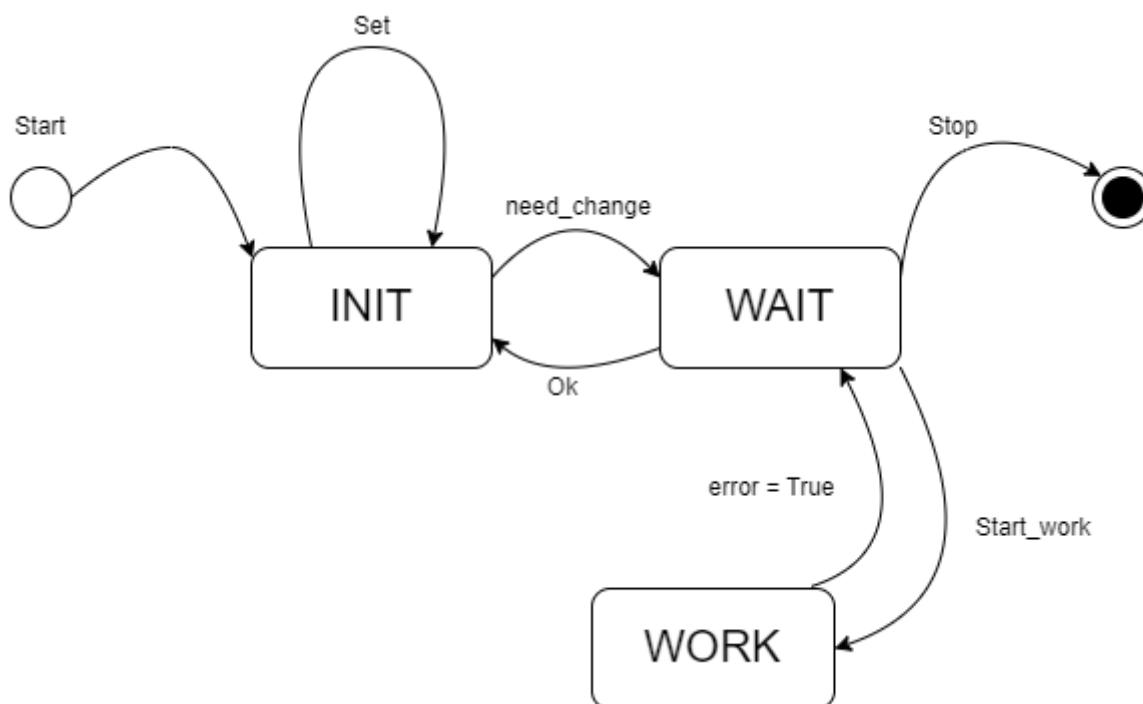 Set
Start
Stop
need_change
INIT
WAIT
Ok
error = True
Start_work
WORK